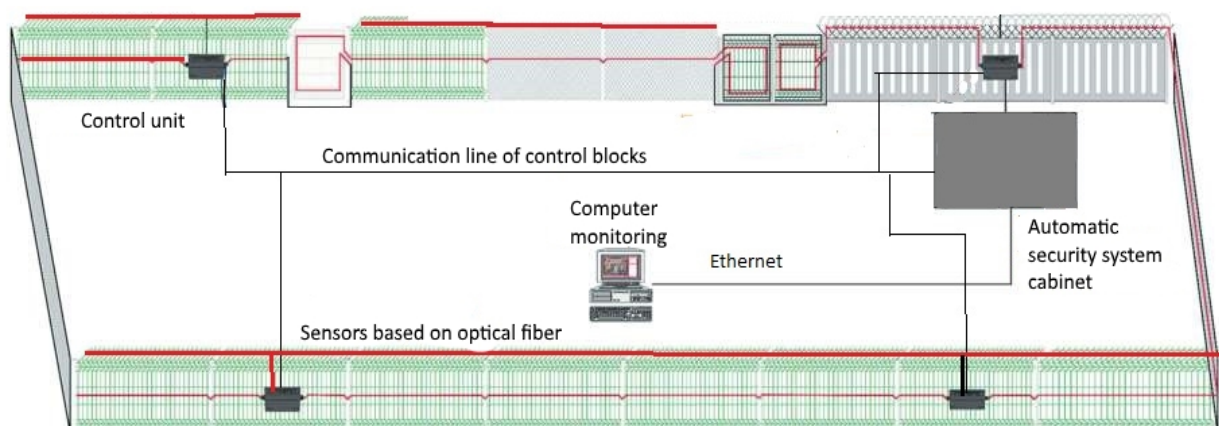 Control unit
Communication line of control blocks
Computer
monitoring
Ethernet
Automatic
security system
cabinet
Sensors based on optical fiber